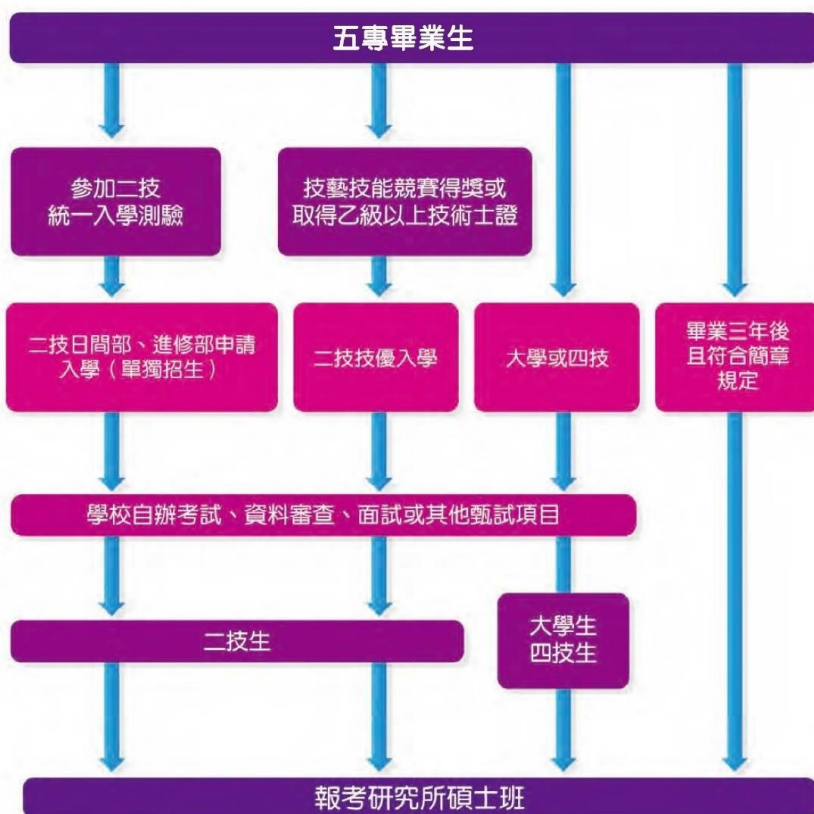 五專畢業生
參加二技
統一入學測驗
技藝技能競賽得獎或
取得乙級以上技術士證
二技日間部、進修部申請
入學（單獨招生）
二技技優入學
大學或四技
畢業三年後
且符合簡章
規定
學校自辦考試、資料審查、面試或其他甄試項目
二技生
大學生
四技生
報考研究所碩士班